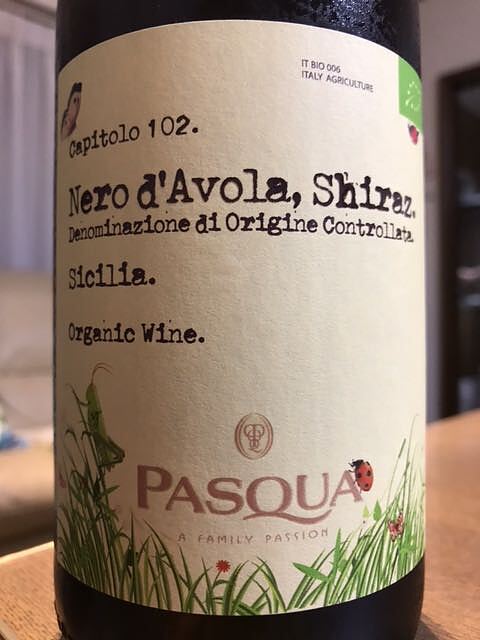 IT BIO 006
ITALY AGRICULTURE
Capitolo 102.
Nero d'Avola, Shiraz.
Denominazione di Origine Controllata
Sicilia.
Organic Wine.
PASQUA
A FAMILY PASSION